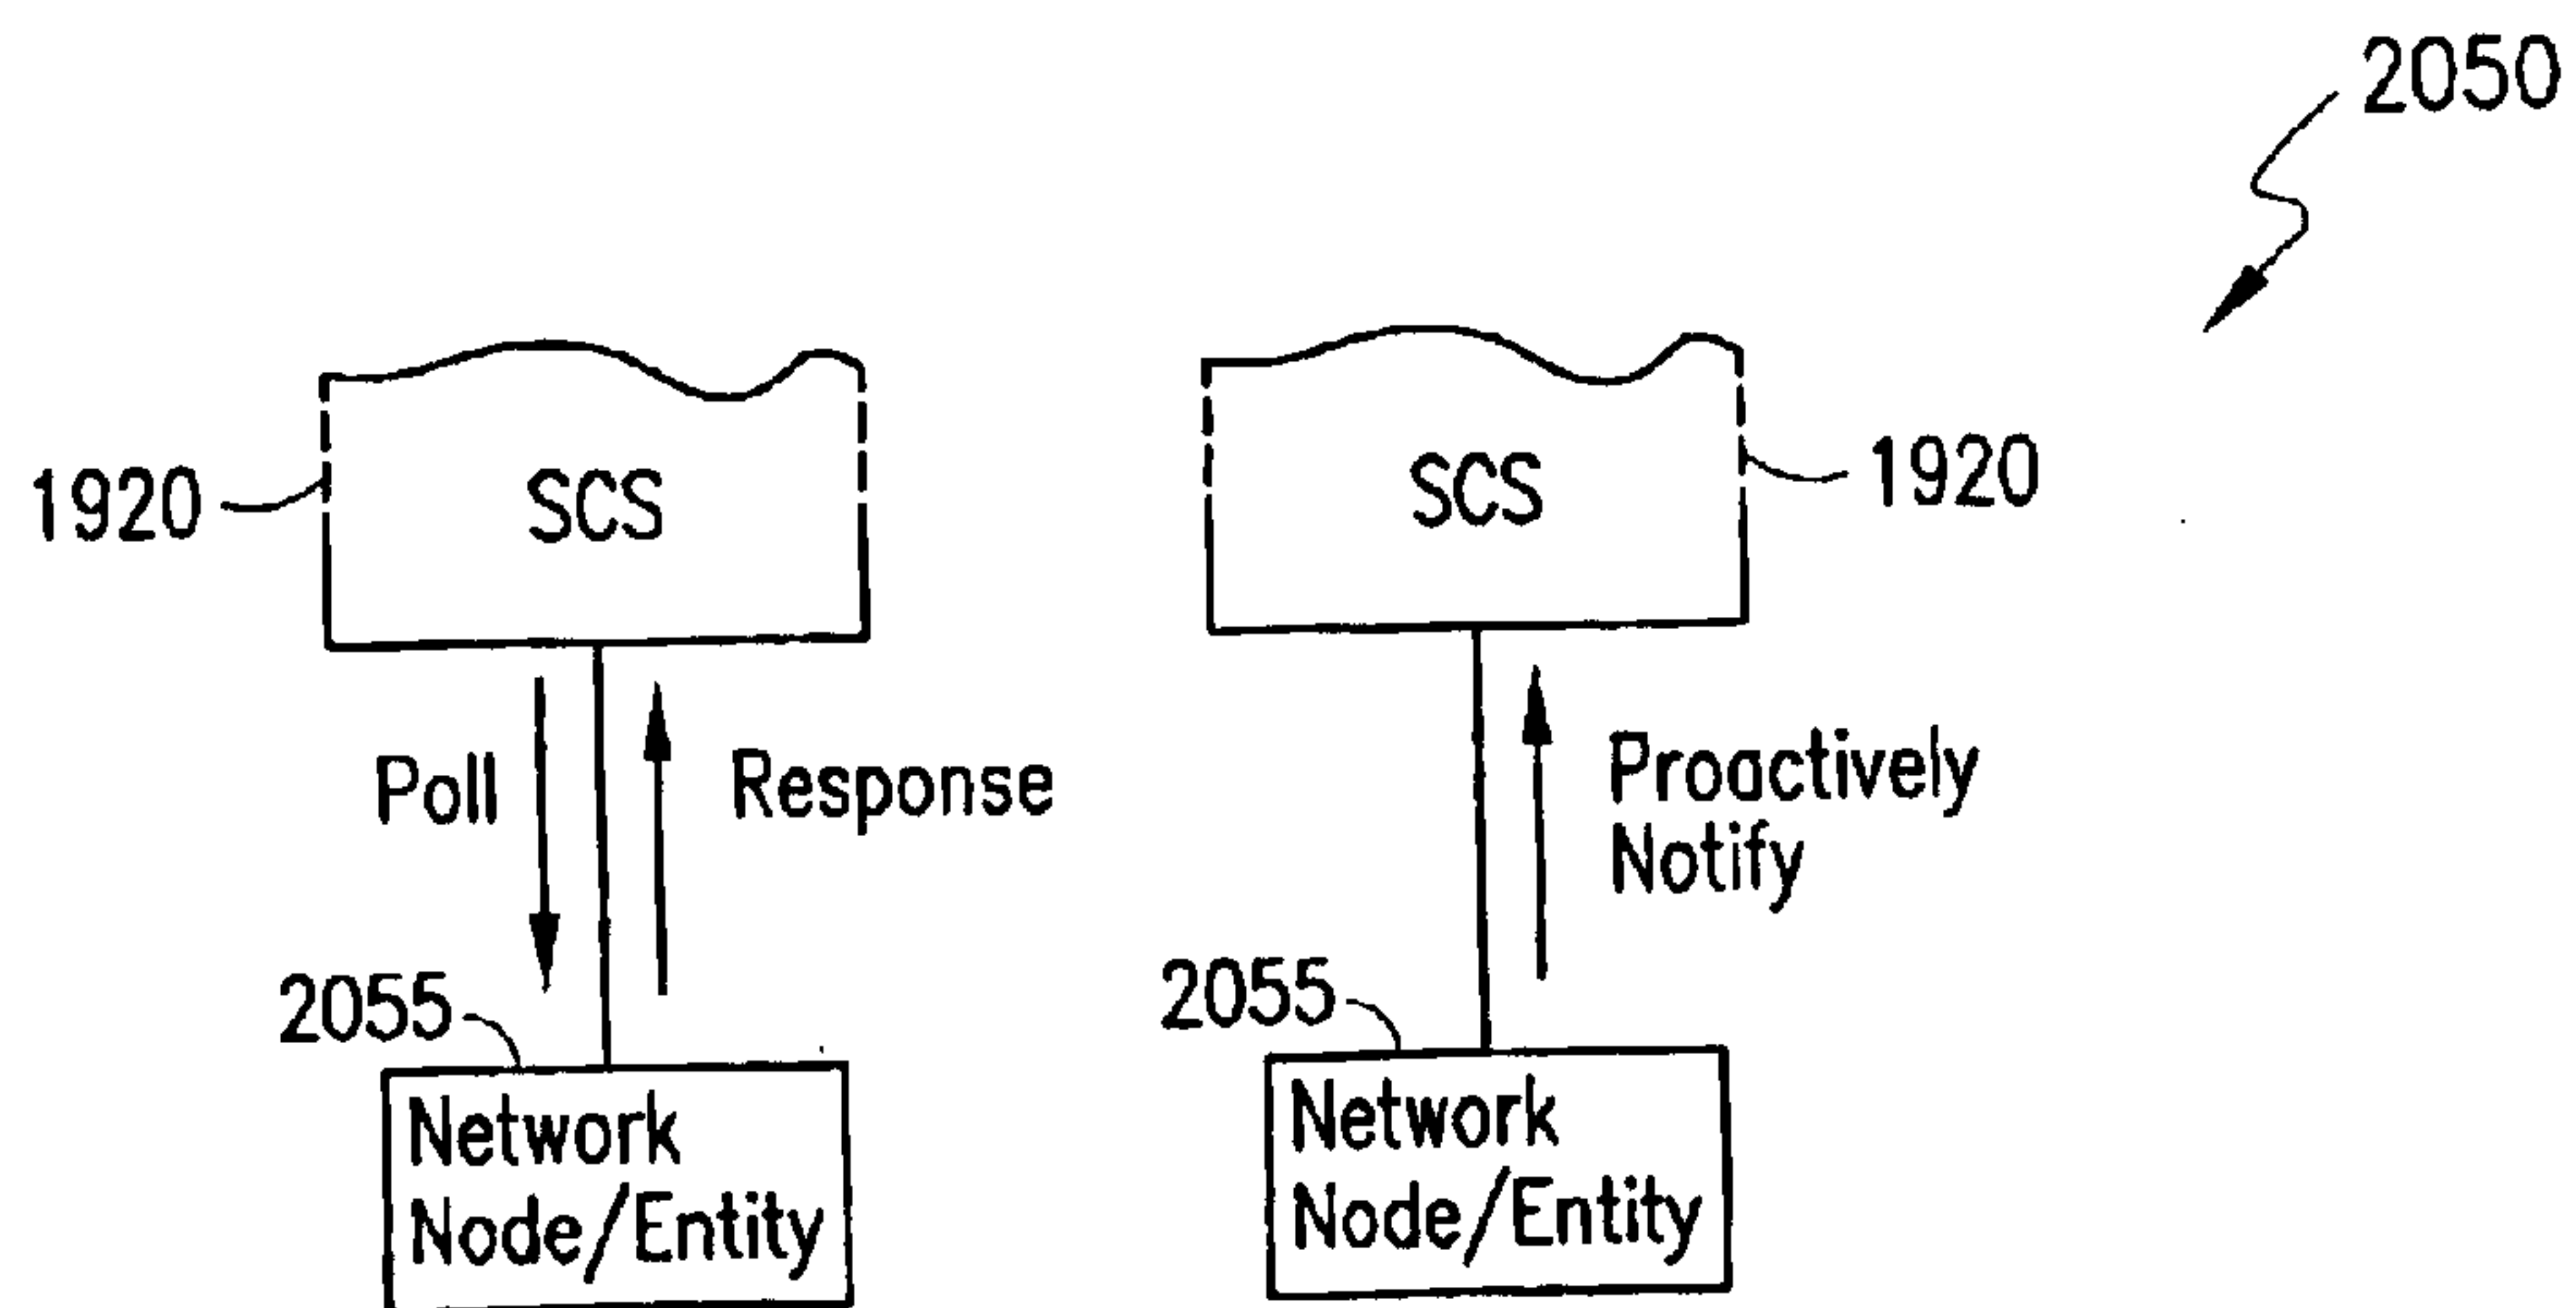 2050
1920
SCS
SCS
1920
Poll
Response
Proactively
Notify
2055
2055
Network
Node/Entity
Network
Node/Entity